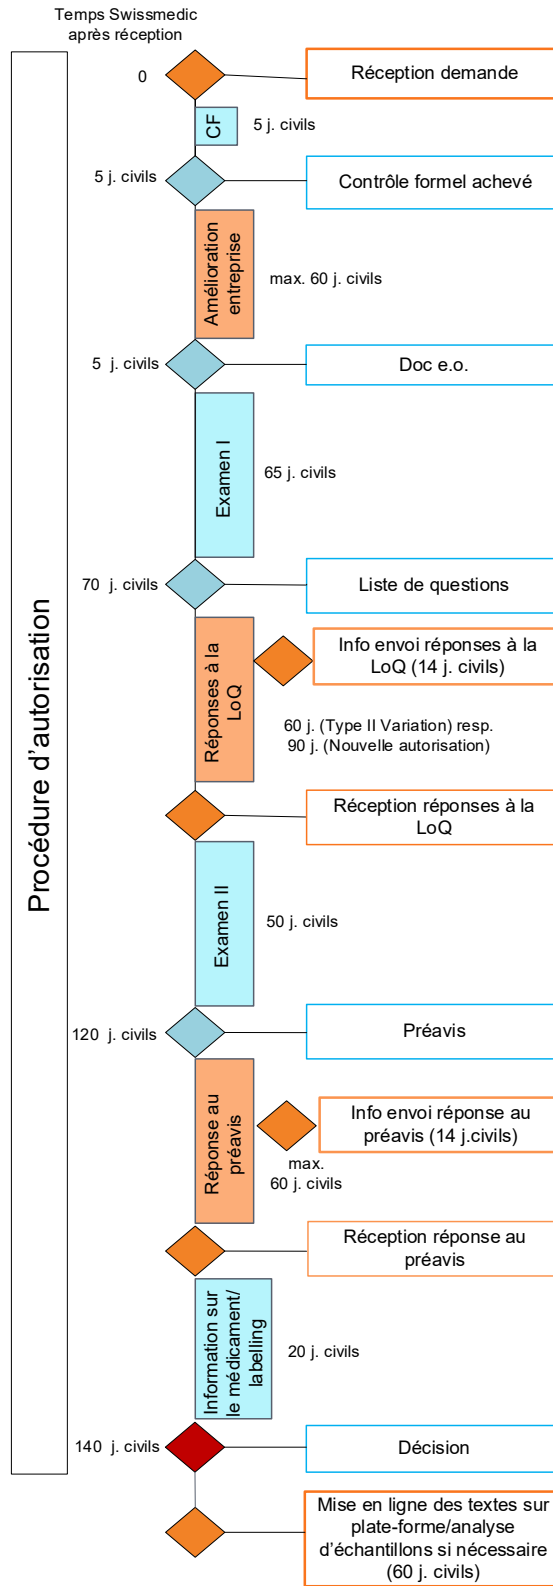 Temps Swissmedic
après réception
Procédure d'autorisation
0
Réception demande
CF
5 j. civils
5 j. civils
Contrôle formel achevé
Amélioration
entreprise
max. 60 j. civils
5 j. civils
Doc e.o.
Examen I
65 j. civils
70 j. civils
Liste de questions
Réponses à la
LoQ
Info envoi réponses à la
LoQ (14 j. civils)
60 j. (Type II Variation) resp.
90 j. (Nouvelle autorisation)
Réception réponses à la
LoQ
Examen II
50 j. civils
120 j. civils
Préavis
Réponse au
préavis
Info envoi réponse au
préavis (14 j.civils)
max.
60 j. civils
Réception réponse au
préavis
Information sur
le médicament/
labelling
20 j. civils
140 j. civils
Décision
Mise en ligne des textes sur
plate-forme/analyse
d'échantillons si nécessaire
(60 j. civils)